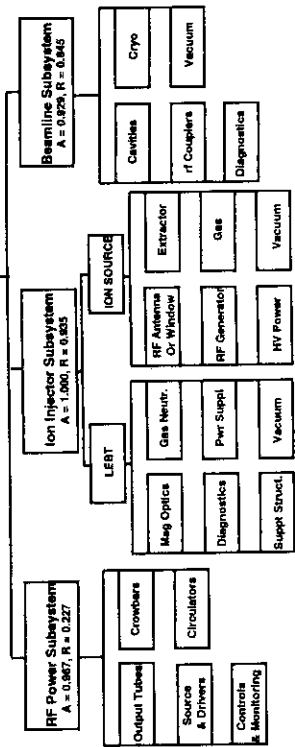 RF Power Subsystem
A = 0.967, R = 0.227
Output Tubes
Crowbars
Source
& Drivers
Circulators
Controls
& Monitoring
Ion Injector Subsystem
A = 1.000, R = 0.935
LEBT
Mag Optics
Gas Neutr.
Diagnostics
Pwr Suppl
Suppt Struct.
Vacuum
ION SOURCE
RF Antenna
Or Window
Extractor
RF Generator
Gas
HV Power
Vacuum
Beamline Subsystem
A = 0.929, R = 0.845
Cavities
Cryo
rf Couplers
Vacuum
Diagnostics